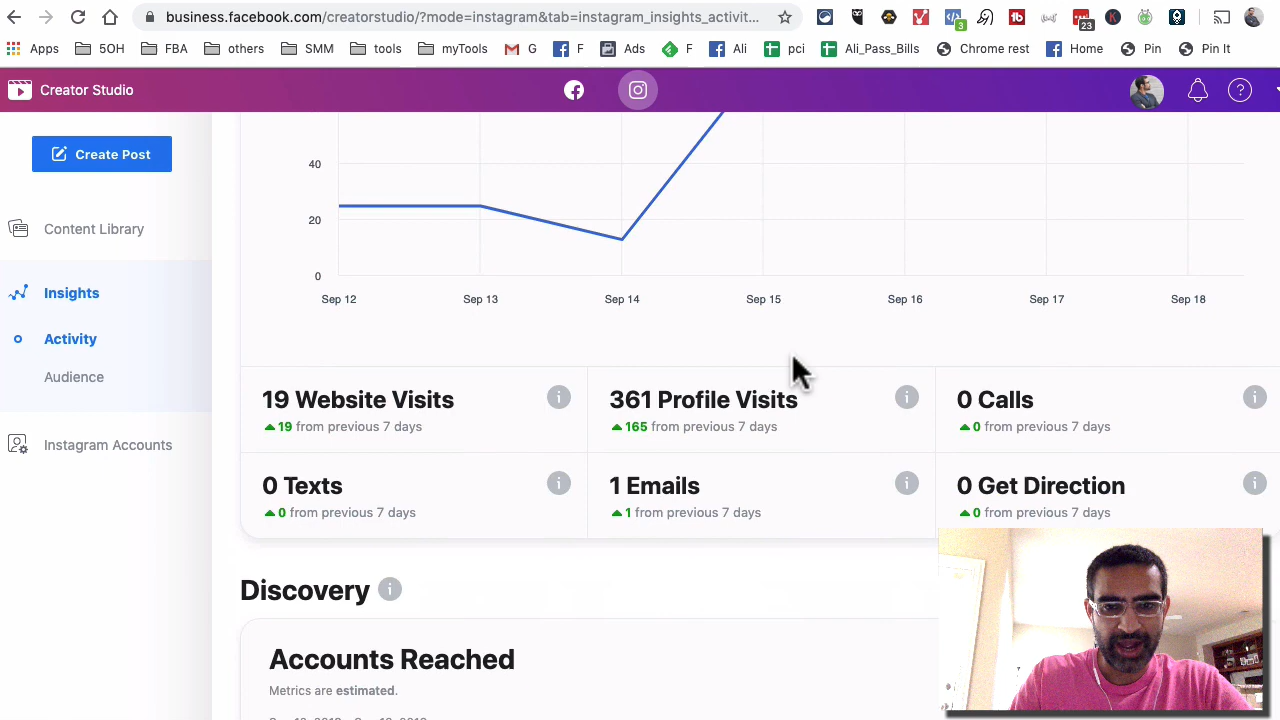 business.facebook.com/creatorstudio/?mode=instagram&tab=instagram_insights_activit...
3
23
Apps 5OH FBA others SMM tools myTools G F Ads F Ali pci Ali_Pass_Bills Chrome rest Home Pin Pin It
Creator Studio
Create Post
Content Library
Insights
Activity
Audience
Instagram Accounts
40
20
0
Sep 12 Sep 13 Sep 14 Sep 15 Sep 16 Sep 17 Sep 18
19 Website Visits
19 from previous 7 days
361 Profile Visits
165 from previous 7 days
0 Calls
0 from previous 7 days
0 Texts
0 from previous 7 days
1 Emails
1 from previous 7 days
0 Get Direction
0 from previous 7 days
Discovery
Accounts Reached
Metrics are estimated.